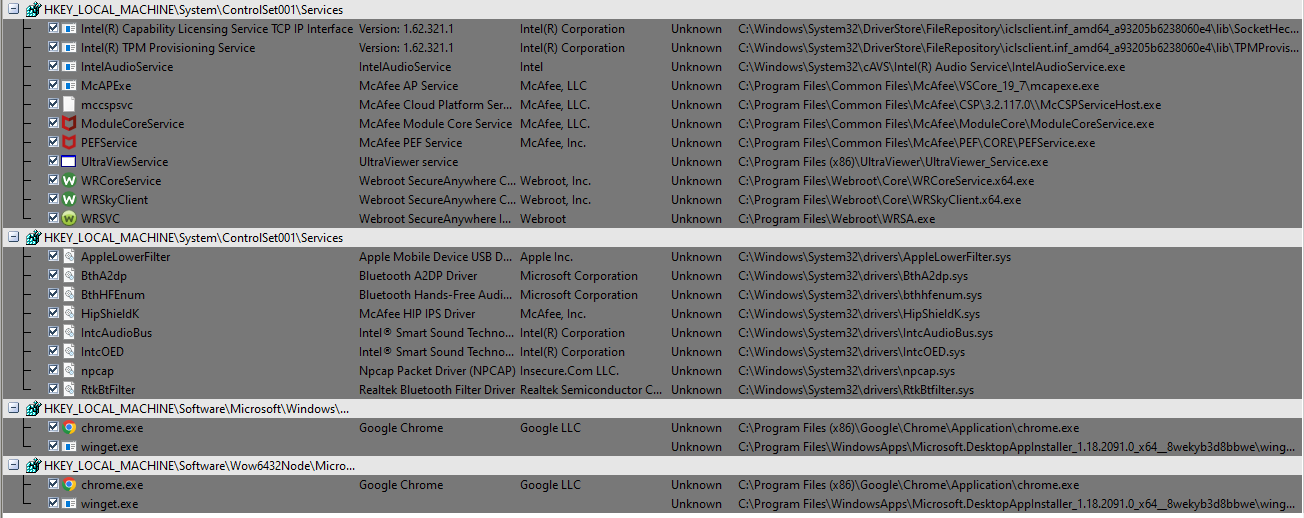 HKEY_LOCAL_MACHINE\System\ControlSet001\Services
Intel(R) Capability Licensing Service TCP IP Interface Version: 1.62.321.1 Intel(R) Corporation Unknown C:\Windows\System32\DriverStore\FileRepository\iclsclient.inf_amd64_a93205b6238060e4\lib\SocketHec...
Intel(R) TPM Provisioning Service Version: 1.62.321.1 Intel(R) Corporation Unknown C:\Windows\System32\DriverStore\FileRepository\iclsclient.inf_amd64_a93205b6238060e4\lib\TPMProvis...
IntelAudioService IntelAudioService Intel Unknown C:\Windows\System32\cAVS\Intel(R) Audio Service\IntelAudioService.exe
McAPExe McAfee AP Service McAfee, LLC Unknown C:\Program Files\Common Files\McAfee\VSCore_19_7\mcapexe.exe
mccspsvc McAfee Cloud Platform Ser... McAfee, LLC. Unknown C:\Program Files\Common Files\McAfee\CSP\3.2.117.0\\McCSPServiceHost.exe
ModuleCoreService McAfee Module Core Service McAfee, LLC. Unknown C:\Program Files\Common Files\McAfee\ModuleCore\ModuleCoreService.exe
PEFService McAfee PEF Service McAfee, Inc. Unknown C:\Program Files\Common Files\McAfee\PEF\CORE\PEFService.exe
UltraViewService UltraViewer service Unknown C:\Program Files (x86)\UltraViewer\UltraViewer_Service.exe
WRCoreService Webroot SecureAnywhere C... Webroot, Inc. Unknown C:\Program Files\Webroot\Core\WRCoreService.x64.exe
WRSkyClient Webroot SecureAnywhere C... Webroot, Inc. Unknown C:\Program Files\Webroot\Core\WRSkyClient.x64.exe
WRSVC Webroot SecureAnywhere I... Webroot Unknown C:\Program Files\Webroot\WRSA.exe
HKEY_LOCAL_MACHINE\System\ControlSet001\Services
AppleLowerFilter Apple Mobile Device USB D... Apple Inc. Unknown C:\Windows\System32\drivers\AppleLowerFilter.sys
BthA2dp Bluetooth A2DP Driver Microsoft Corporation Unknown C:\Windows\System32\drivers\BthA2dp.sys
BthHFEnum Bluetooth Hands-Free Audi... Microsoft Corporation Unknown C:\Windows\System32\drivers\bthhfenum.sys
HipShieldK McAfee HIP IPS Driver McAfee, Inc. Unknown C:\Windows\System32\drivers\HipShieldK.sys
IntcAudioBus Intel® Smart Sound Techno... Intel(R) Corporation Unknown C:\Windows\System32\drivers\IntcAudioBus.sys
IntcOED Intel® Smart Sound Techno... Intel(R) Corporation Unknown C:\Windows\System32\drivers\IntcOED.sys
npcap Npcap Packet Driver (NPCAP) Insecure.Com LLC. Unknown C:\Windows\System32\drivers\npcap.sys
RtkBtFilter Realtek Bluetooth Filter Driver Realtek Semiconductor C... Unknown C:\Windows\System32\drivers\RtkBtfilter.sys
HKEY_LOCAL_MACHINE\Software\Microsoft\Windows\...
chrome.exe Google Chrome Google LLC Unknown C:\Program Files (x86)\Google\Chrome\Application\chrome.exe
winget.exe Unknown C:\Program Files\WindowsApps\Microsoft.DesktopAppInstaller_1.18.2091.0_x64__8wekyb3d8bbwe\wing...
HKEY_LOCAL_MACHINE\Software\Wow6432Node\Micro...
chrome.exe Google Chrome Google LLC Unknown C:\Program Files (x86)\Google\Chrome\Application\chrome.exe
winget.exe Unknown C:\Program Files\WindowsApps\Microsoft.DesktopAppInstaller_1.18.2091.0_x64__8wekyb3d8bbwe\wing...